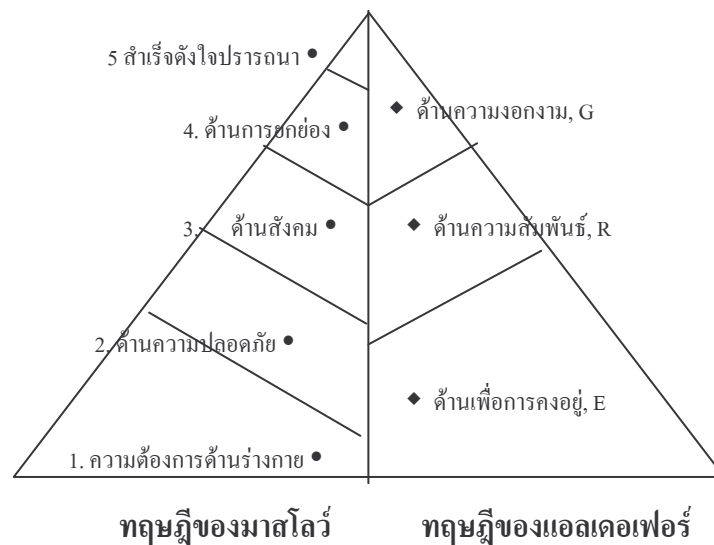 5 สำเร็จดังใจปรารถนา
ด้านความงอกงาม, G
4. ด้านการยกย่อง
3. ด้านสังคม
ด้านความสัมพันธ์, R
2. ด้านความปลอดภัย
ด้านเพื่อการคงอยู่, E
1. ความต้องการด้านร่างกาย
ทฤษฎีของมาสโลว์ ทฤษฎีของแอลเดอเฟอร์